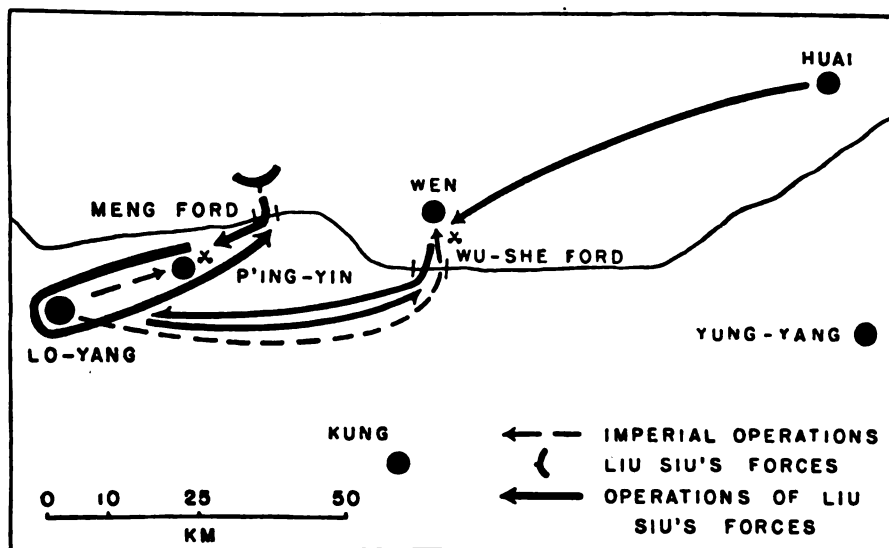 HUAI
WEN
MENG FORD
WU-SHE FORD
P'ING-YIN
LO-YANG
YUNG-YANG
KUNG
IMPERIAL OPERATIONS
LIU SIU'S FORCES
OPERATIONS OF LIU
SIU'S FORCES
0 10 25 50
KM